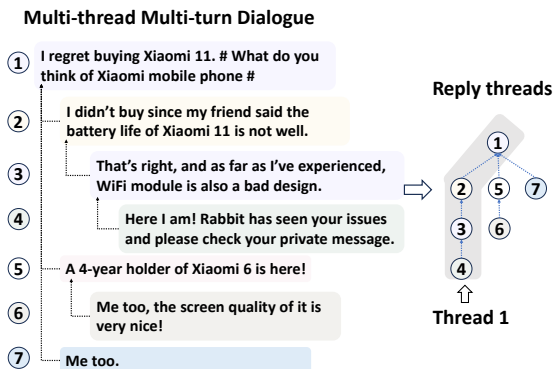 Multi-thread Multi-turn Dialogue
1
I regret buying Xiaomi 11. # What do you
think of Xiaomi mobile phone #
2
I didn't buy since my friend said the
battery life of Xiaomi 11 is not well.
3
That's right, and as far as I've experienced,
WiFi module is also a bad design.
4
Here I am! Rabbit has seen your issues
and please check your private message.
5
A 4-year holder of Xiaomi 6 is here!
6
Me too, the screen quality of it is
very nice!
7
Me too.
Reply threads
1
2 5 7
3 6
4
Thread 1